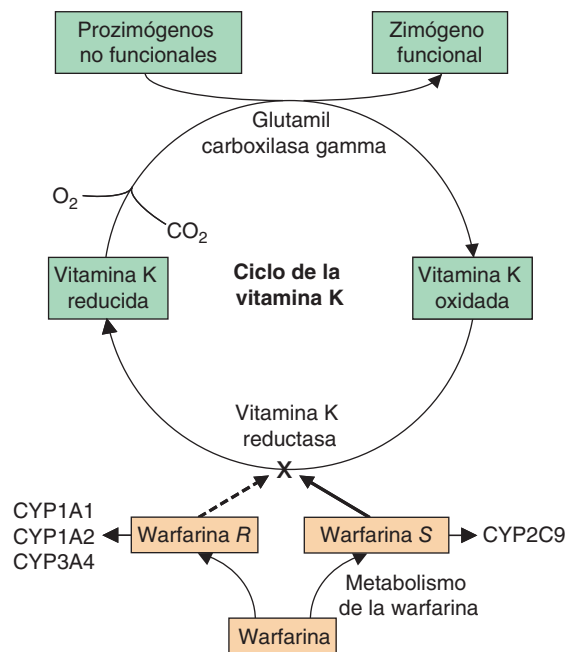 Prozimógenos
no funcionales
Zimógeno
funcional
Glutamil
carboxilasa gamma
O2
CO2
Vitamina K
reducida
Ciclo de la
vitamina K
Vitamina K
oxidada
Vitamina K
reductasa
X
CYP1A1
CYP1A2
CYP3A4
Warfarina R
Warfarina S
CYP2C9
Metabolismo
de la warfarina
Warfarina